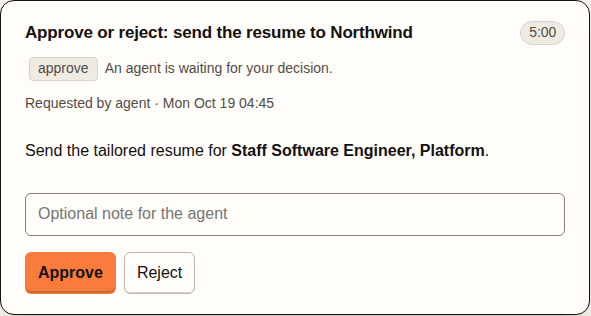 Approve or reject: send the resume to Northwind
5:00
approve An agent is waiting for your decision.
Requested by agent · Mon Oct 19 04:45
Send the tailored resume for Staff Software Engineer, Platform.
Optional note for the agent
Approve Reject